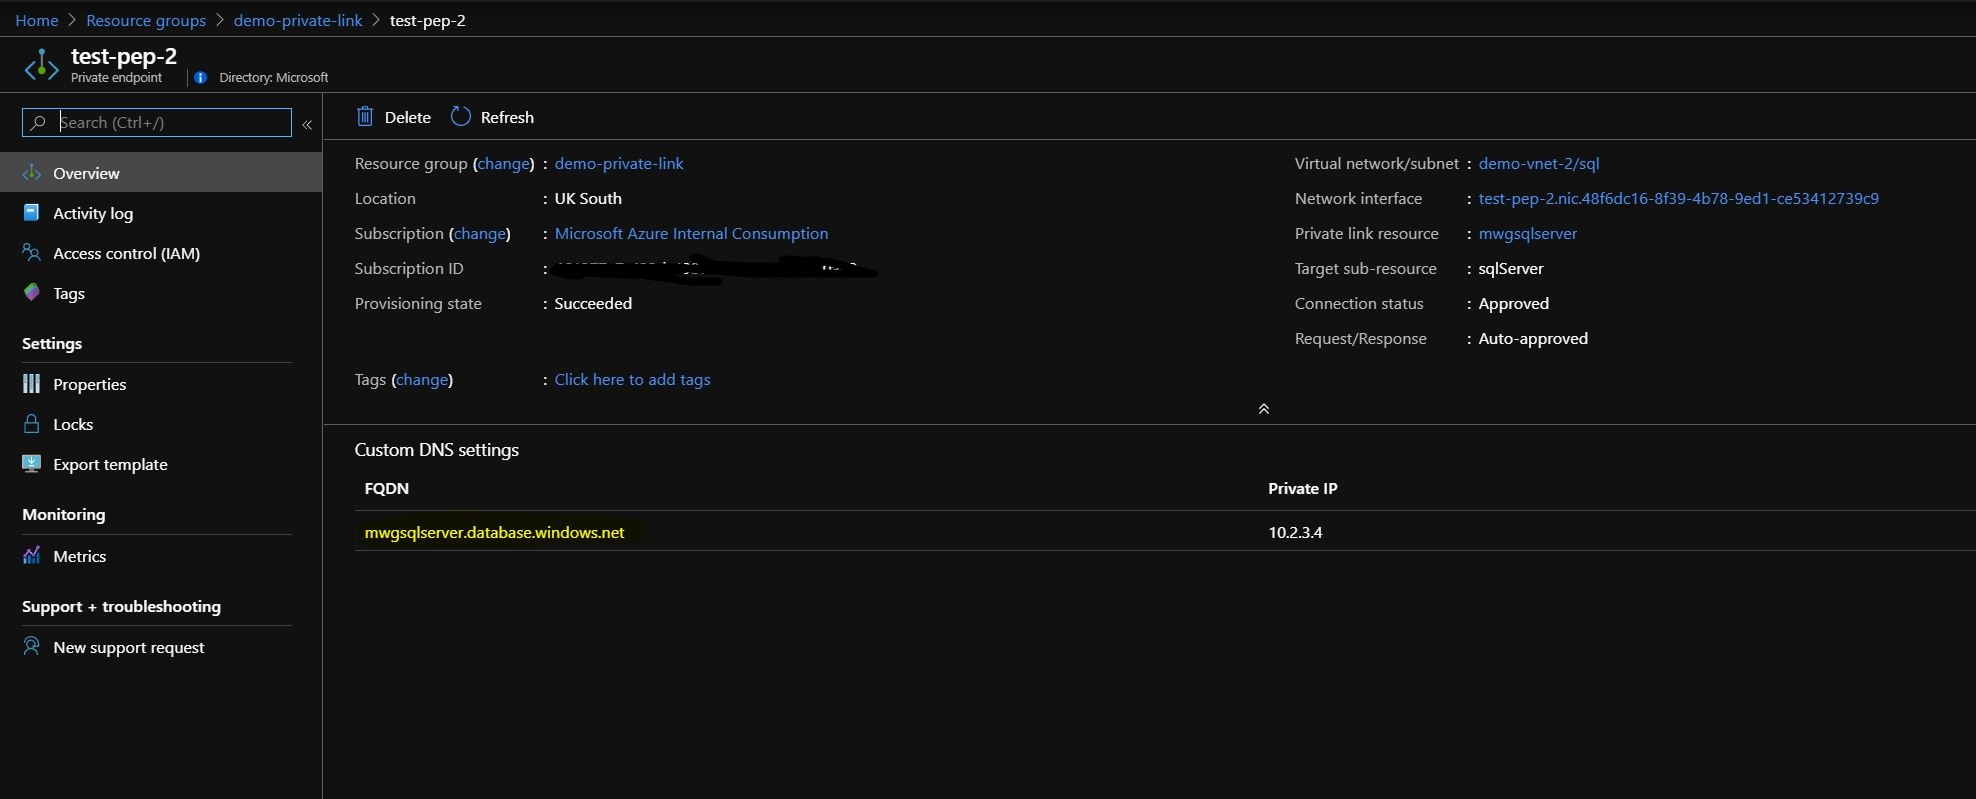 Home > Resource groups > demo-private-link > test-pep-2
test-pep-2
Private endpoint
Directory: Microsoft
Search (Ctrl+/)
«
Overview
Activity log
Access control (IAM)
Tags
Settings
Properties
Locks
Export template
Monitoring
Metrics
Support + troubleshooting
New support request
Delete Refresh
Resource group (change) : demo-private-link
Location : UK South
Subscription (change) : Microsoft Azure Internal Consumption
Subscription ID :
Provisioning state : Succeeded
Tags (change) : Click here to add tags
Virtual network/subnet : demo-vnet-2/sql
Network interface : test-pep-2.nic.48f6dc16-8f39-4b78-9ed1-ce53412739c9
Private link resource : mwgsqlserver
Target sub-resource : sqlServer
Connection status : Approved
Request/Response : Auto-approved
Custom DNS settings
FQDN Private IP
mwgsqlserver.database.windows.net 10.2.3.4